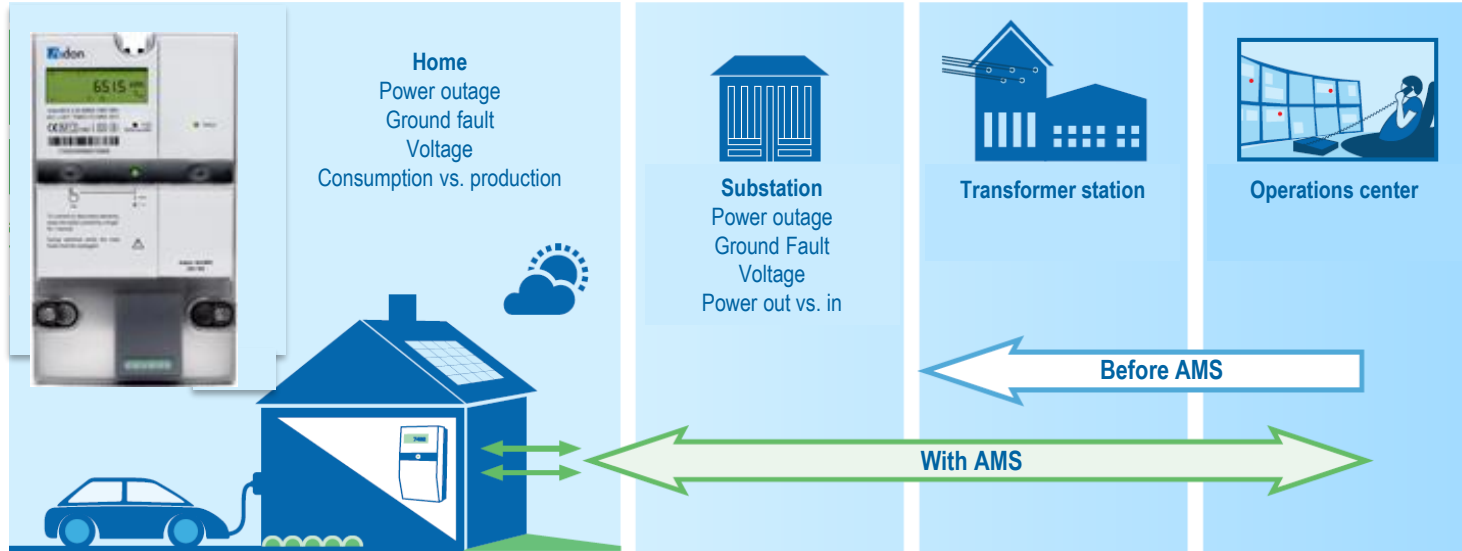 Aidon
6515
Home
Power outage
Ground fault
Voltage
Consumption vs. production
Substation
Power outage
Ground Fault
Voltage
Power out vs. in
Transformer station
Operations center
Before AMS
With AMS